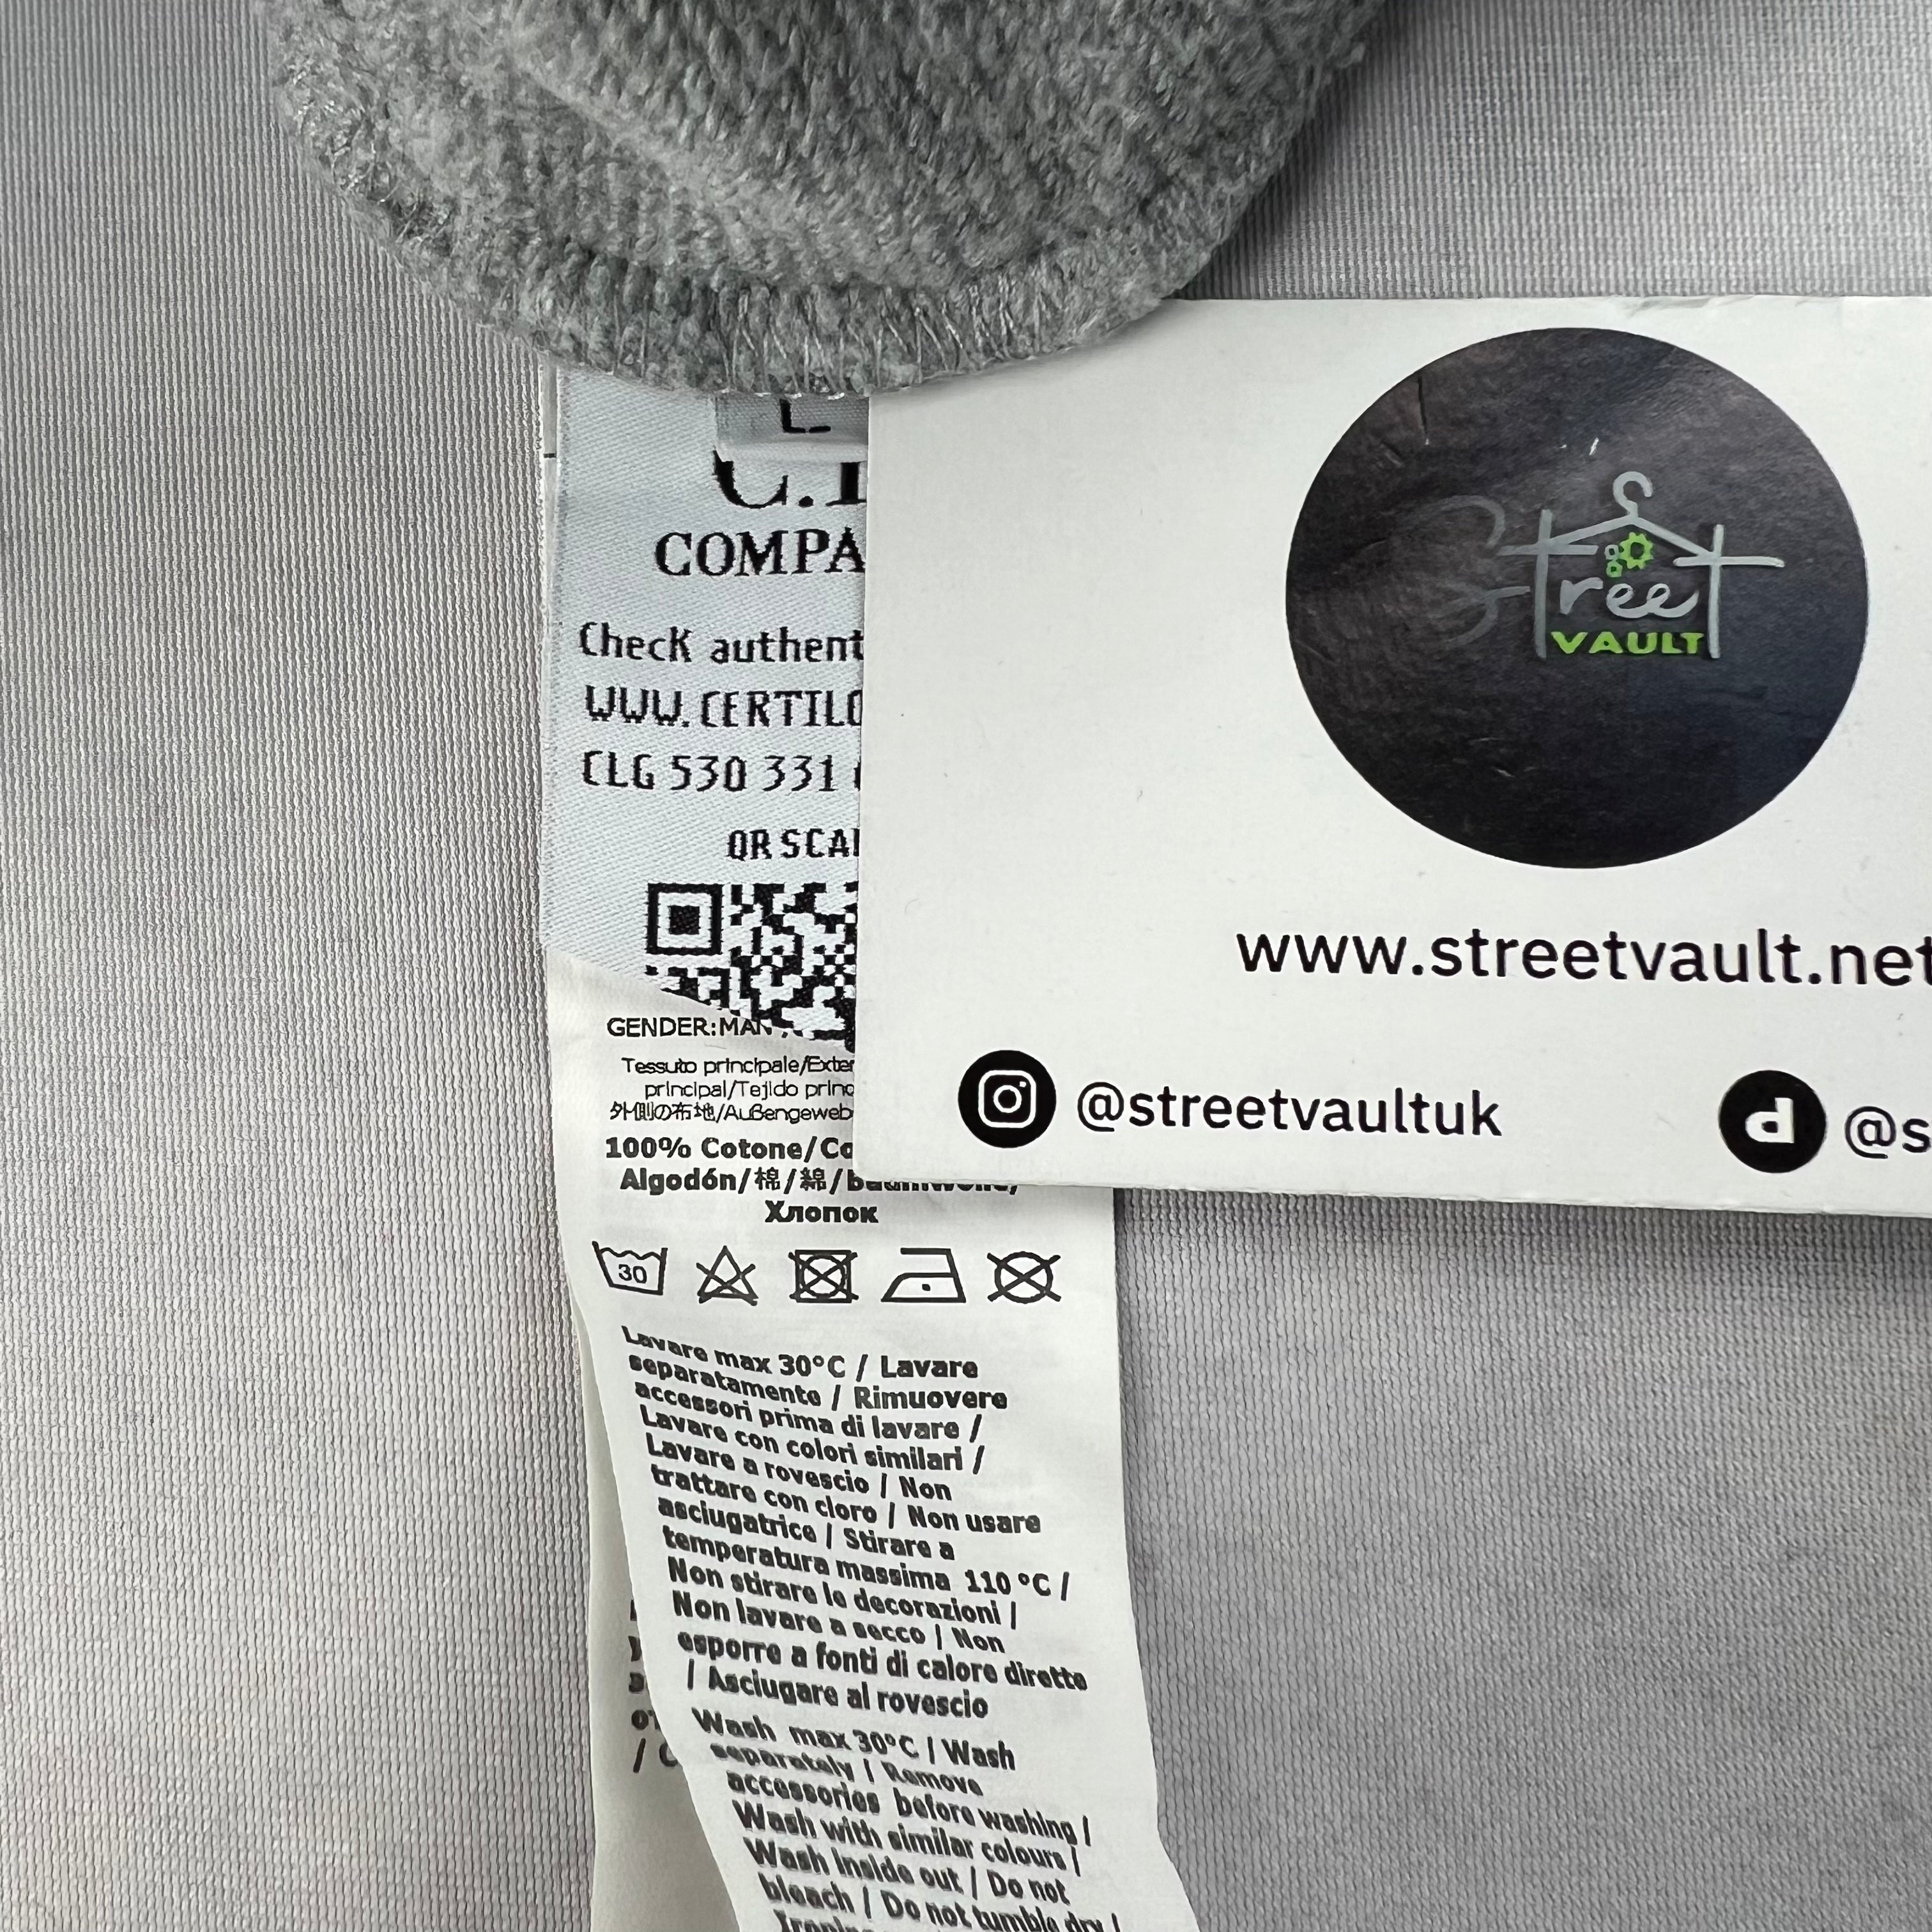 L
C.
COMPA
Check authent
WWW.CERTILO
CLG 530 331
QR SCA
GENDER:MAN
Tessuto principale/Exter
principal/Tejido princ
外側の布地/Außengeweb
100% Cotone/Co
Algodón/棉/綿/baumwolle/
Хлопок
30
Lavare max 30°C / Lavare
separatamente / Rimuovere
accessori prima di lavare /
Lavare con colori similari /
Lavare a rovescio / Non
trattare con cloro / Non usare
asciugatrice / Stirare a
temperatura massima 110 °C /
Non stirare le decorazioni /
Non lavare a secco / Non
esporre a fonti di calore dirette
/ Asciugare al rovescio
Wash max 30°C / Wash
separately / Remove
accessories before washing /
Wash with similar colours /
Wash inside out / Do not
bleach / Do not tumble dry /
Street
VAULT
www.streetvault.net
@streetvaultuk
@s